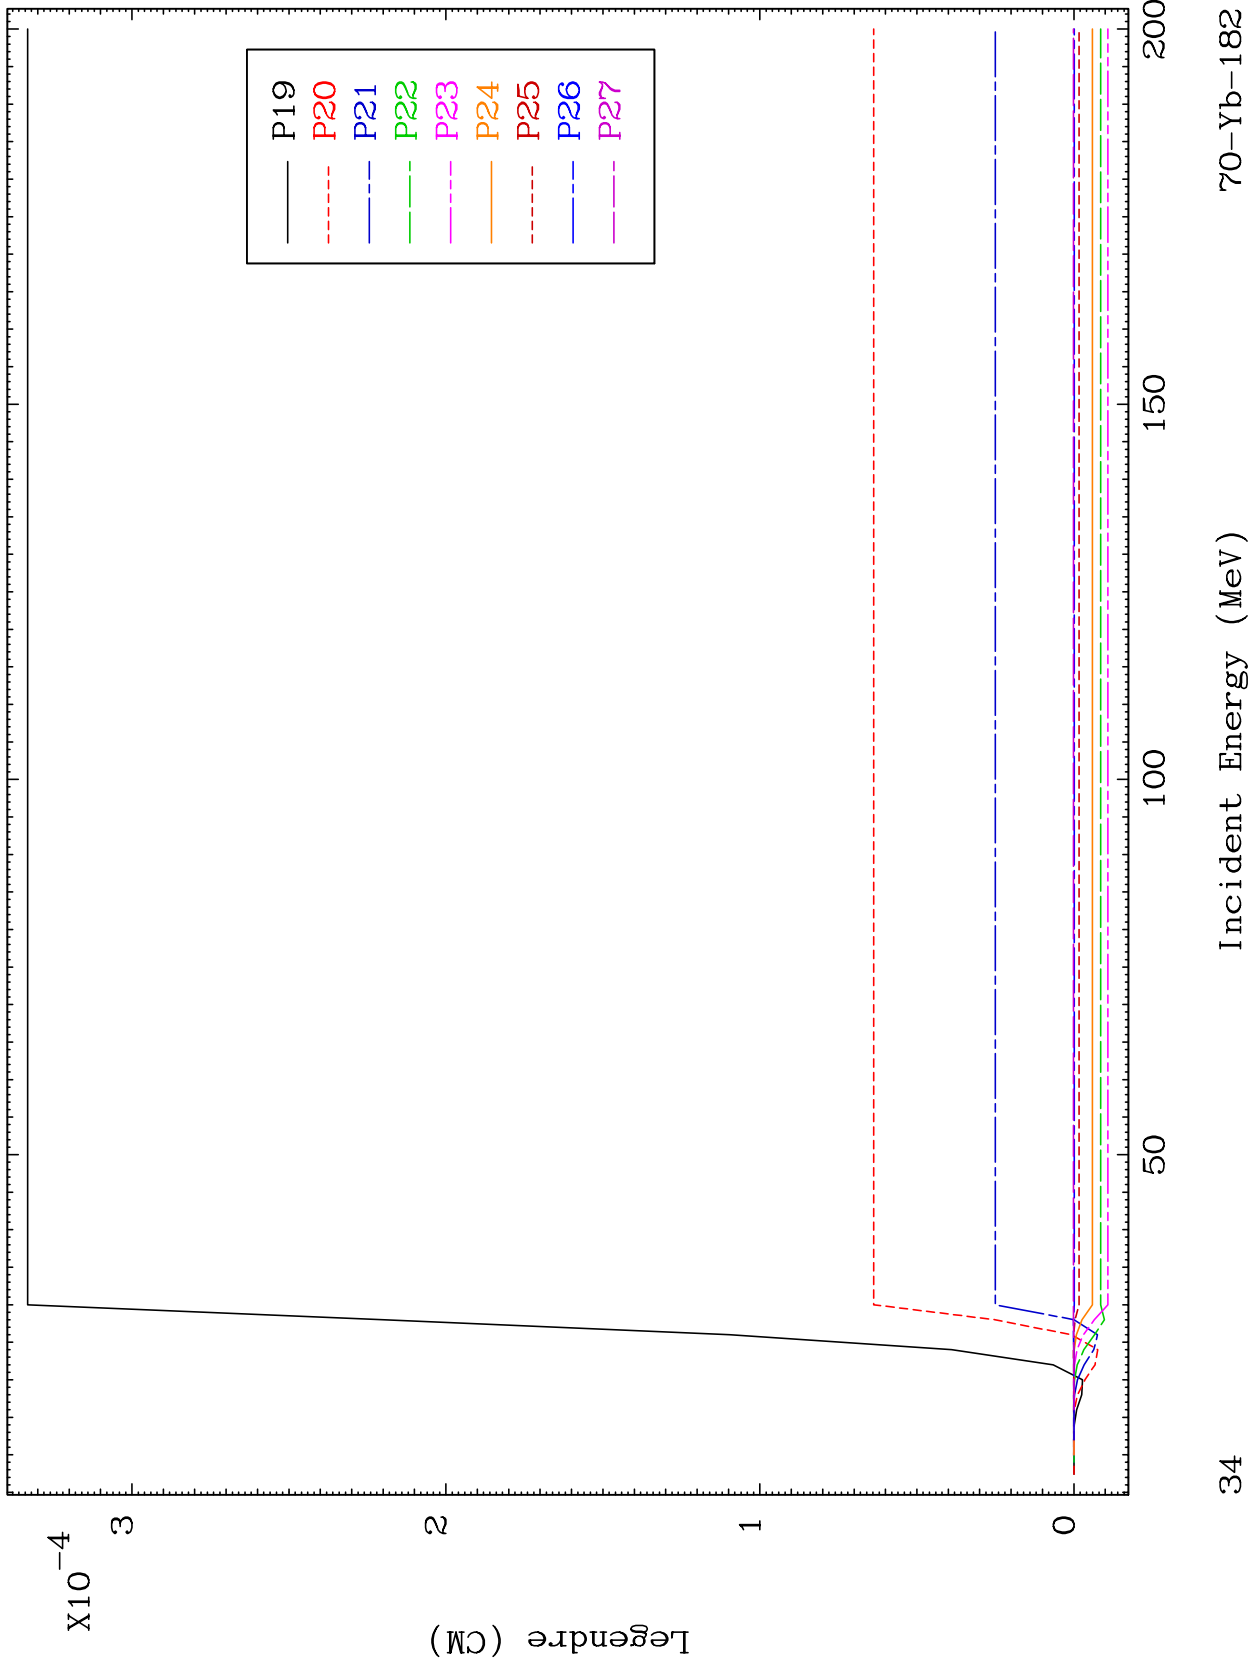 X10-4
3
2
1
0
Legendre (CM)
P19
P20
P21
P22
P23
P24
P25
P26
P27
50
100
150
200
34
Incident Energy (MeV)
70-Yb-182